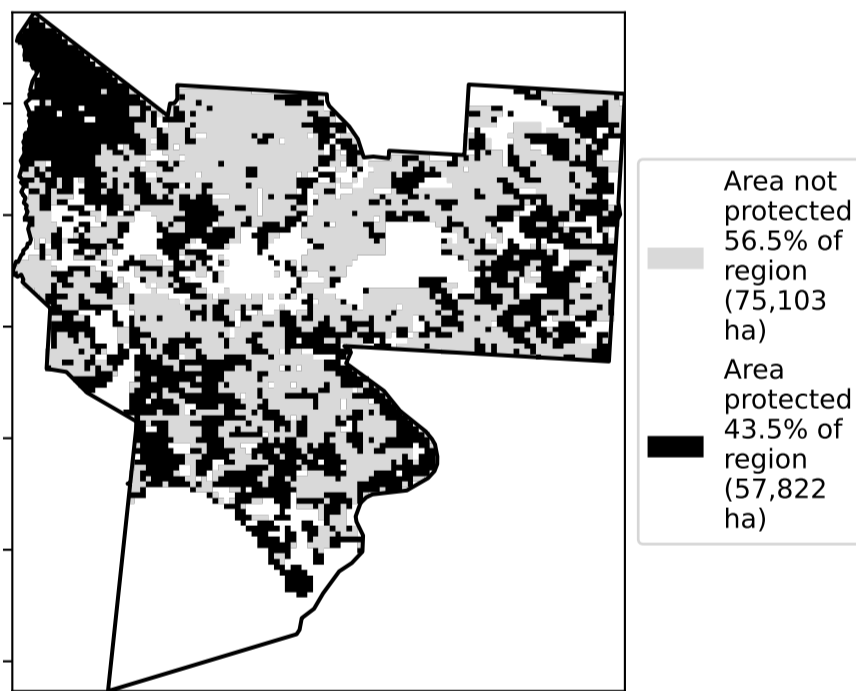 Area not
protected
56.5% of
region
(75,103
ha)
Area
protected
43.5% of
region
(57,822
ha)